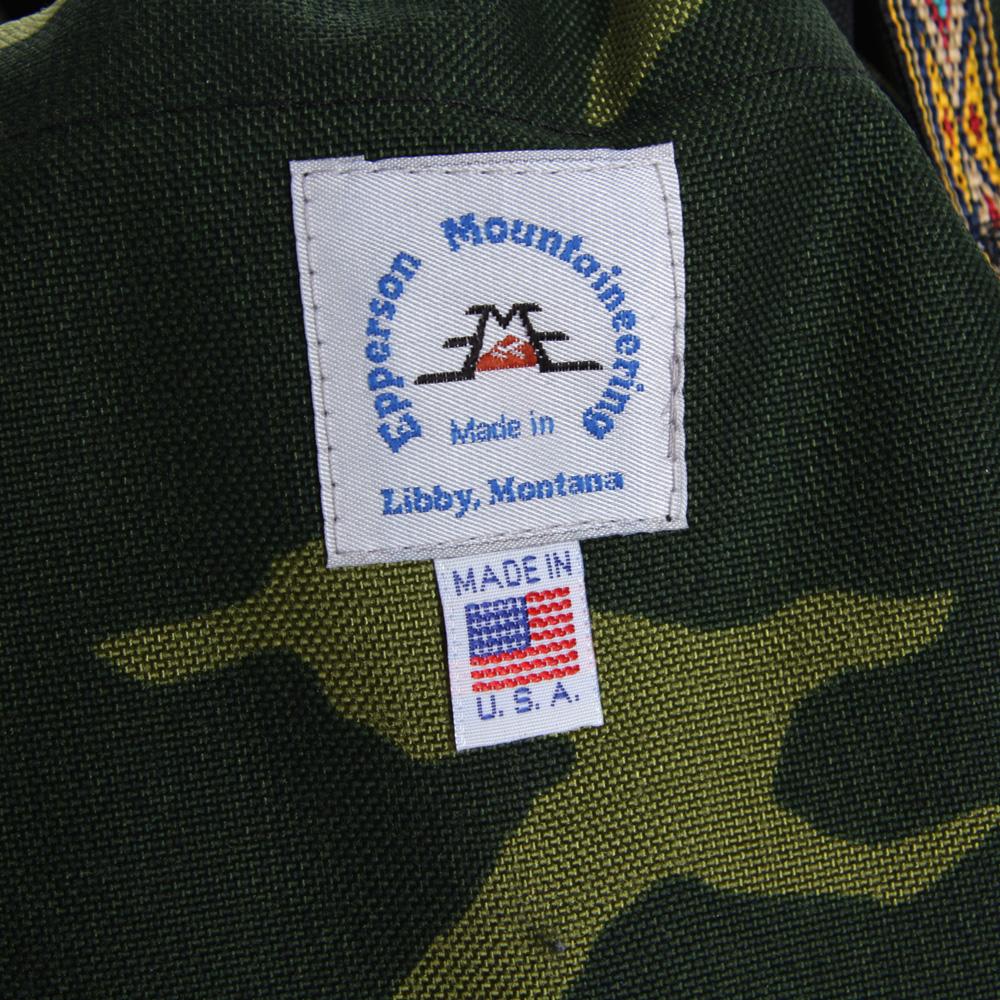 Epperson Mountaineering
Made in
Libby, Montana
MADE IN
U.S.A.